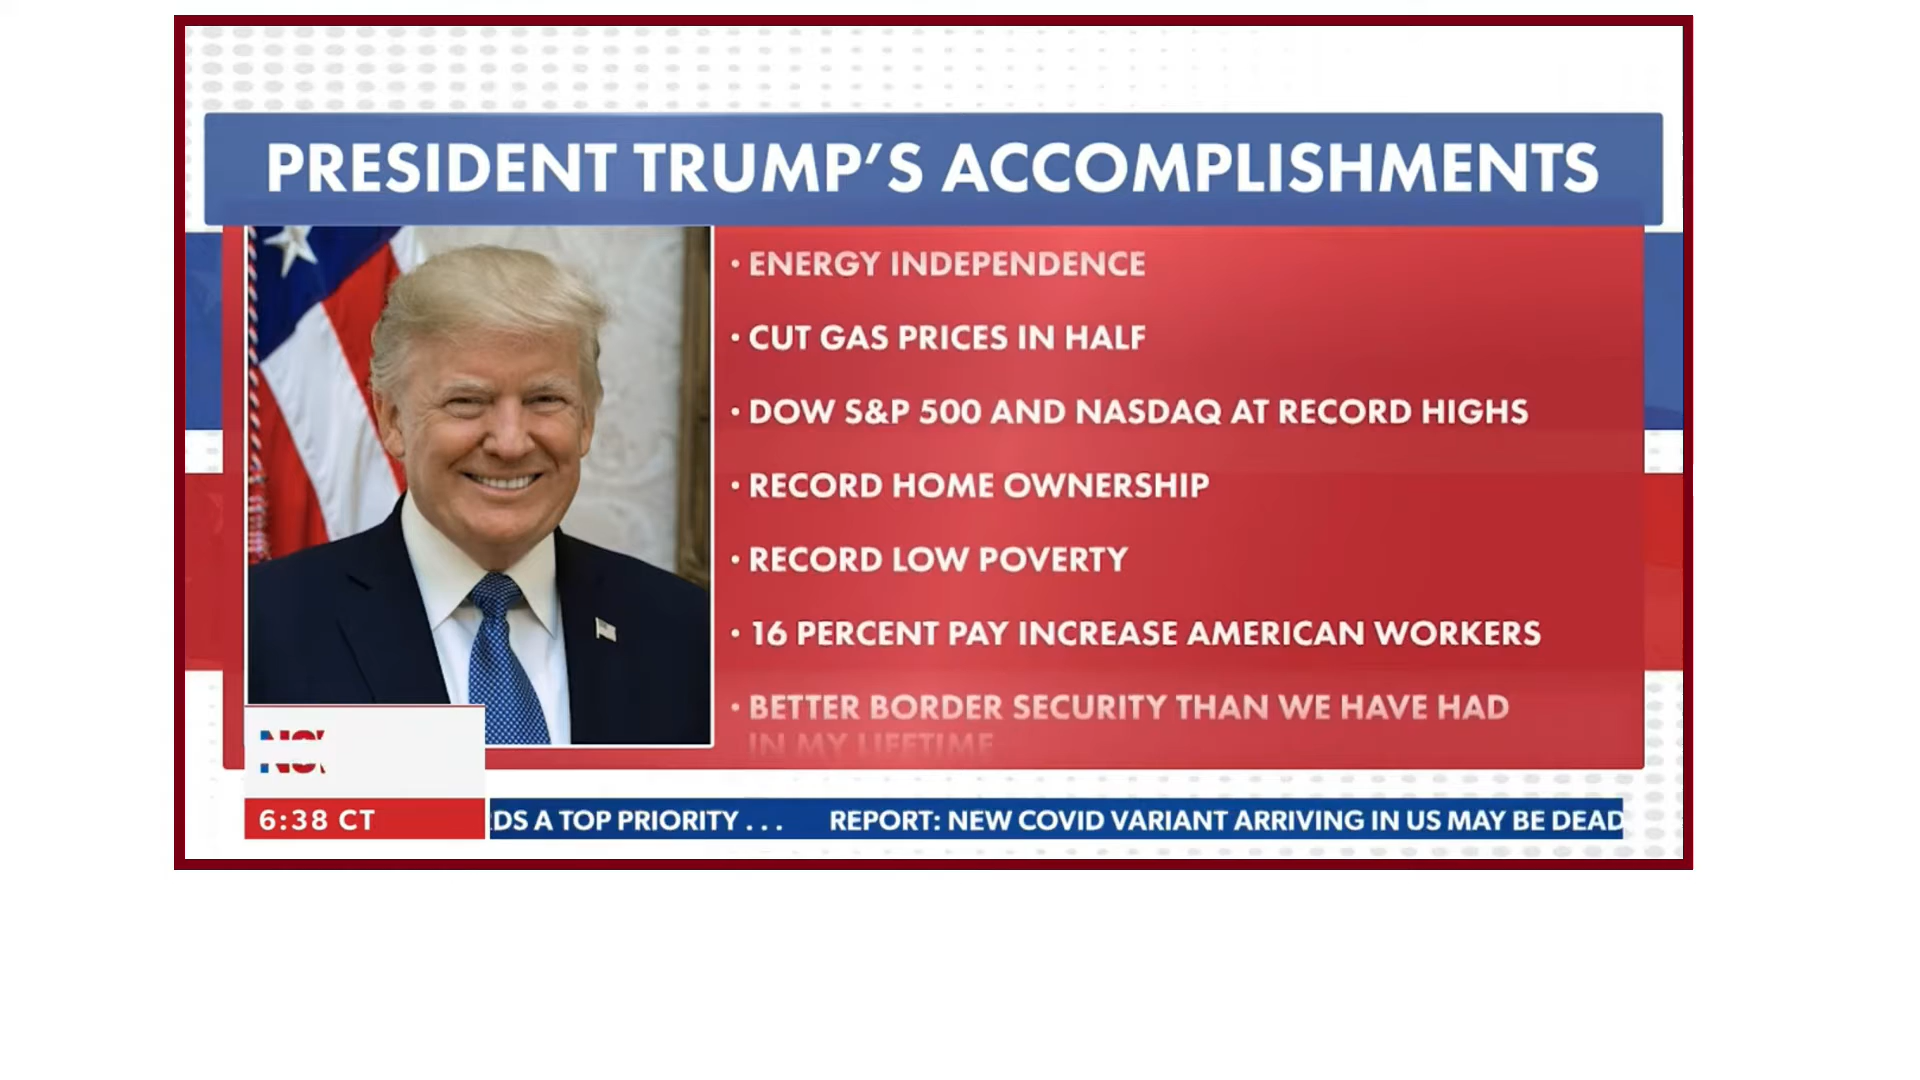 PRESIDENT TRUMP'S ACCOMPLISHMENTS
• ENERGY INDEPENDENCE
• CUT GAS PRICES IN HALF
• DOW S&P 500 AND NASDAQ AT RECORD HIGHS
• RECORD HOME OWNERSHIP
• RECORD LOW POVERTY
• 16 PERCENT PAY INCREASE AMERICAN WORKERS
• BETTER BORDER SECURITY THAN WE HAVE HAD
IN MY LIFETIME
6:38 CT
A TOP PRIORITY . . . REPORT: NEW COVID VARIANT ARRIVING IN US MAY BE